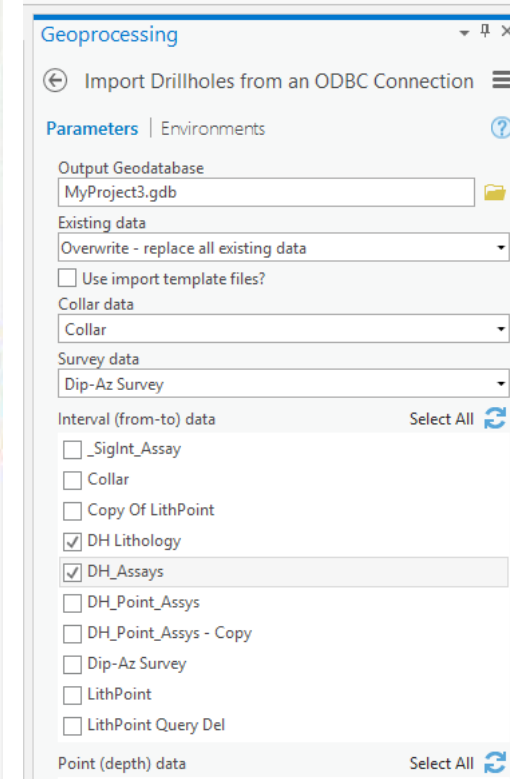 Geoprocessing
Import Drillholes from an ODBC Connection
Parameters | Environments
Output Geodatabase
MyProject3.gdb
Existing data
Overwrite - replace all existing data
Use import template files?
Collar data
Collar
Survey data
Dip-Az Survey
Interval (from-to) data Select All
_SigInt_Assay
Collar
Copy Of LithPoint
DH Lithology
DH_Assays
DH_Point_Assys
DH_Point_Assys - Copy
Dip-Az Survey
LithPoint
LithPoint Query Del
Point (depth) data Select All